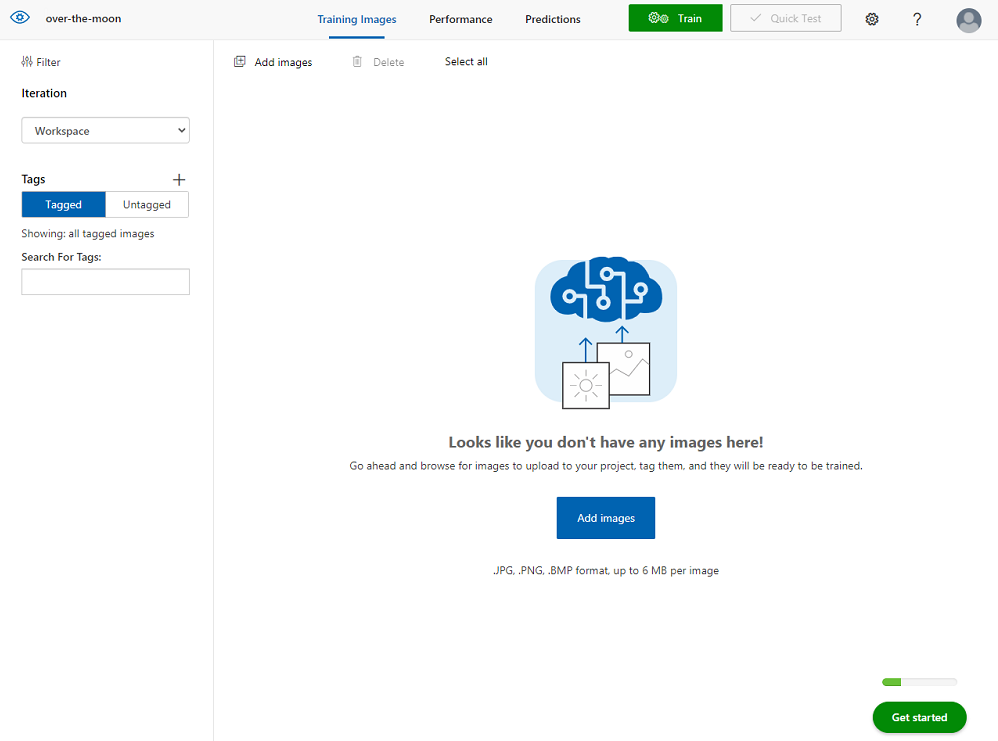 over-the-moon
Training Images
Performance
Predictions
Train
Quick Test
?
Filter
Iteration
Workspace
Tags
Tagged
Untagged
Showing: all tagged images
Search For Tags:
Add images
Delete
Select all
Looks like you don't have any images here!
Go ahead and browse for images to upload to your project, tag them, and they will be ready to be trained.
Add images
.JPG, .PNG, .BMP format, up to 6 MB per image
Get started